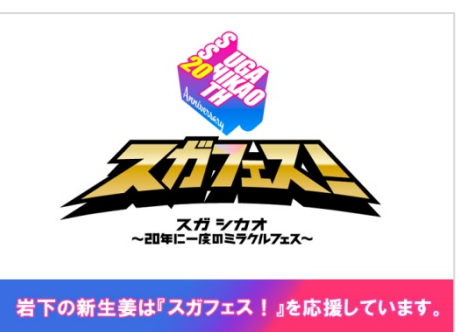 SUGA
SHIKAO
20TH
Anniversary
スガフェス!
スガ シカオ
~20年に一度のミラクルフェス~
岩下の新生姜は『スガフェス!』を応援しています。